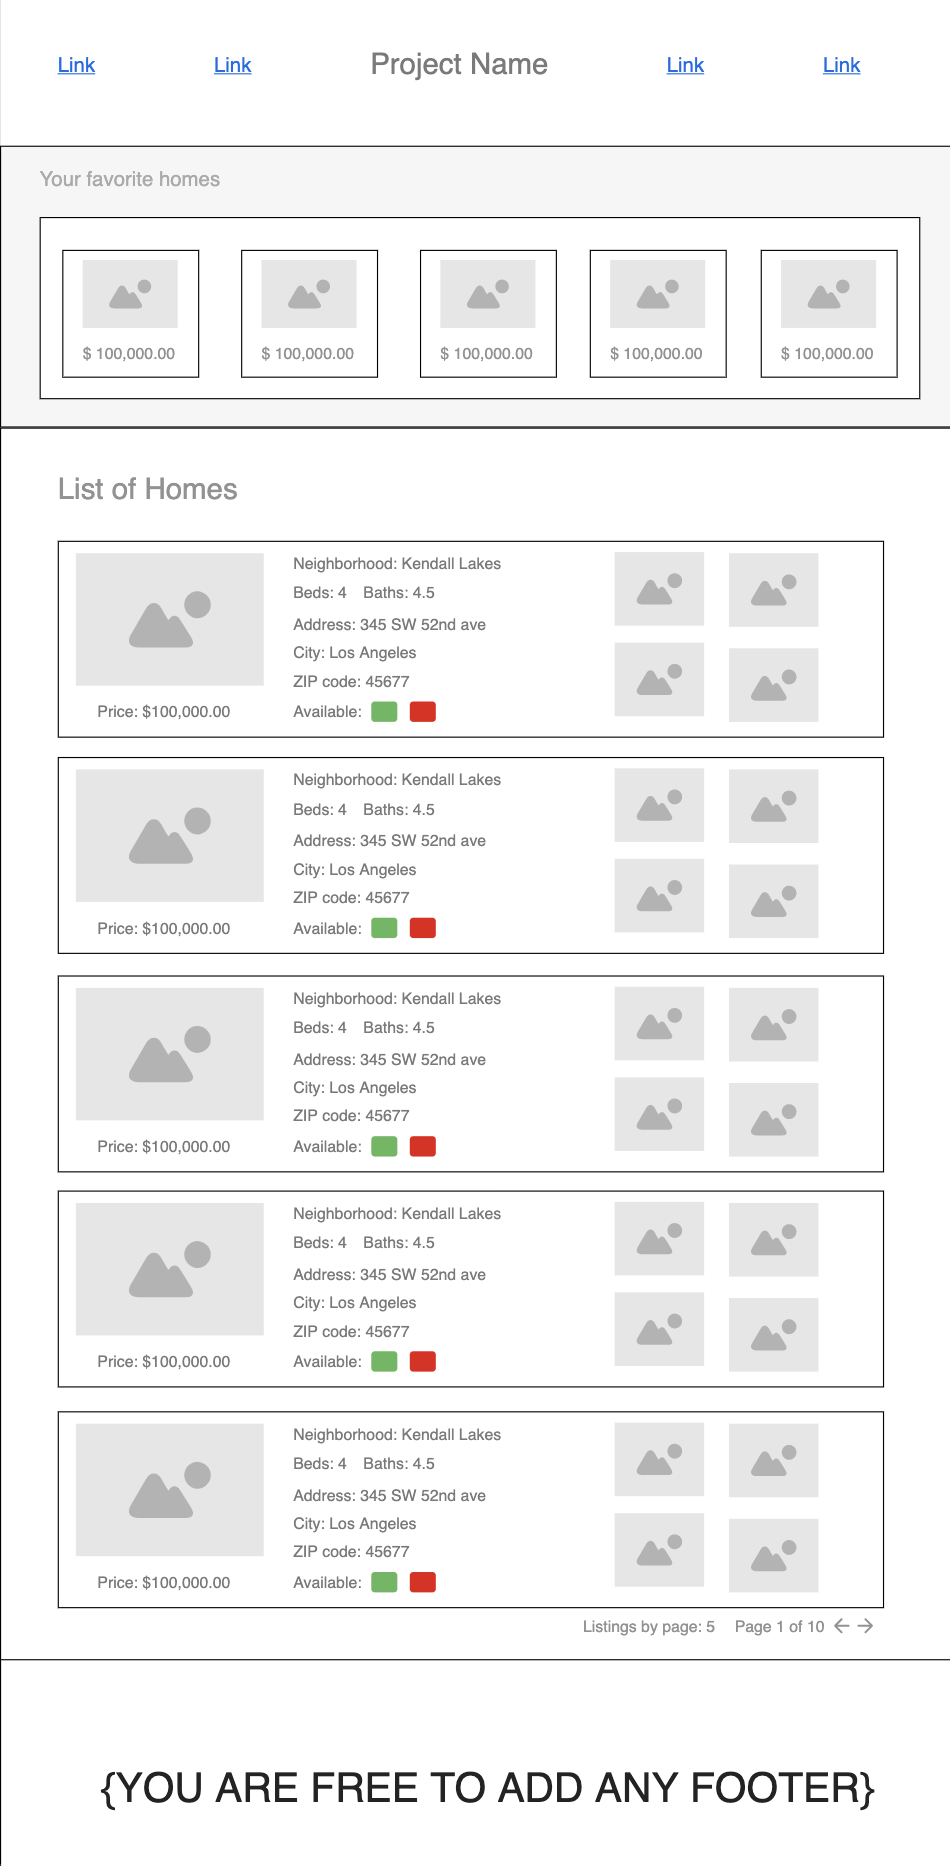 Link Link Project Name Link Link
Your favorite homes
$ 100,000.00 $ 100,000.00 $ 100,000.00 $ 100,000.00 $ 100,000.00
List of Homes
Neighborhood: Kendall Lakes
Beds: 4 Baths: 4.5
Address: 345 SW 52nd ave
City: Los Angeles
ZIP code: 45677
Price: $100,000.00 Available:
Neighborhood: Kendall Lakes
Beds: 4 Baths: 4.5
Address: 345 SW 52nd ave
City: Los Angeles
ZIP code: 45677
Price: $100,000.00 Available:
Neighborhood: Kendall Lakes
Beds: 4 Baths: 4.5
Address: 345 SW 52nd ave
City: Los Angeles
ZIP code: 45677
Price: $100,000.00 Available:
Neighborhood: Kendall Lakes
Beds: 4 Baths: 4.5
Address: 345 SW 52nd ave
City: Los Angeles
ZIP code: 45677
Price: $100,000.00 Available:
Neighborhood: Kendall Lakes
Beds: 4 Baths: 4.5
Address: 345 SW 52nd ave
City: Los Angeles
ZIP code: 45677
Price: $100,000.00 Available:
Listings by page: 5 Page 1 of 10
{YOU ARE FREE TO ADD ANY FOOTER}